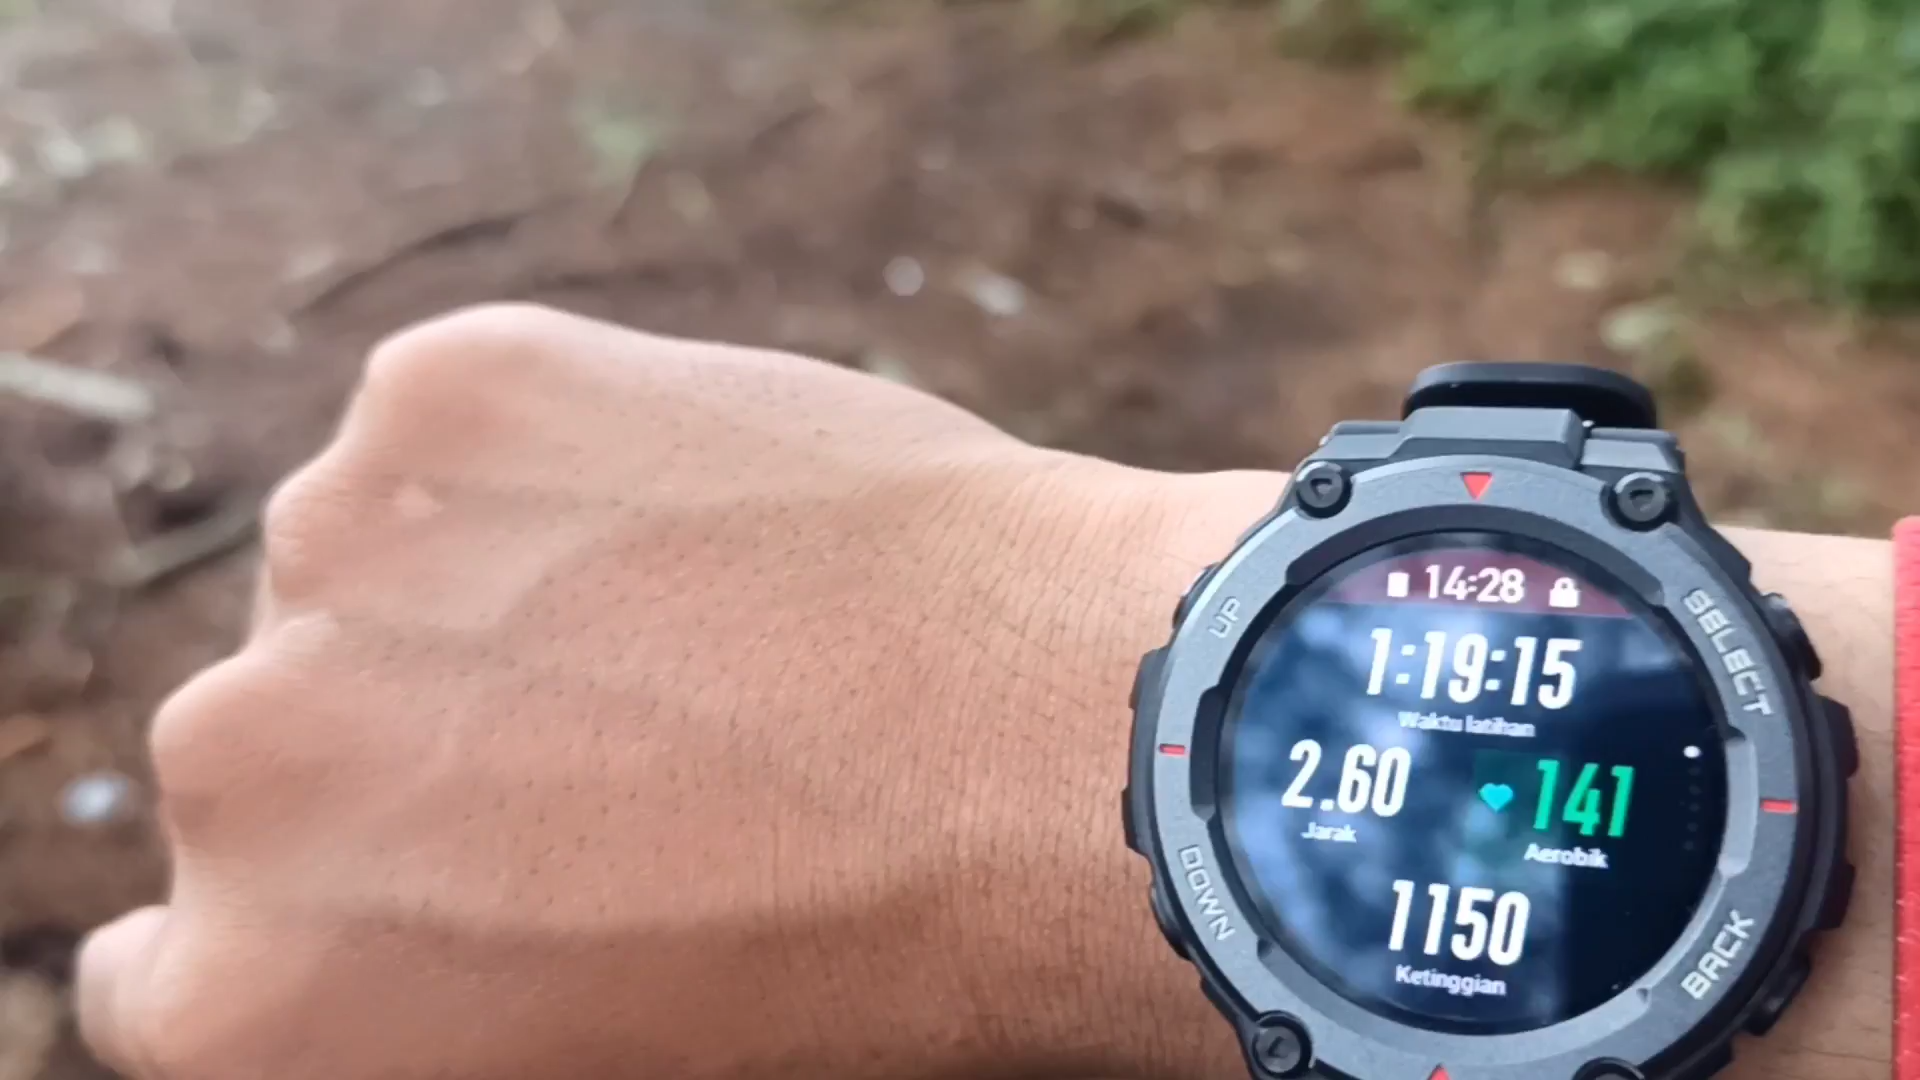 UP
SELECT
14:28
1:19:15
Waktu latihan
2.60
141
Jarak
Aerobik
1150
Ketinggian
DOWN
BACK